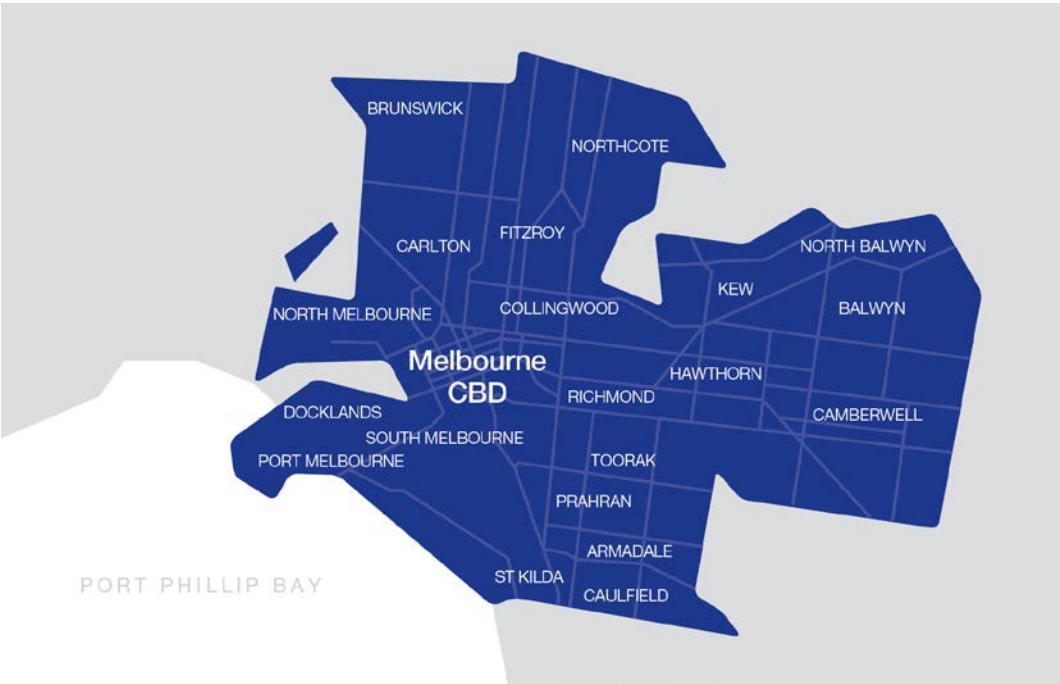 BRUNSWICK
NORTHCOTE
FITZROY
CARLTON
NORTH BALWYN
KEW
COLLINGWOOD
BALWYN
NORTH MELBOURNE
Melbourne
CBD
HAWTHORN
RICHMOND
DOCKLANDS
CAMBERWELL
SOUTH MELBOURNE
PORT MELBOURNE
TOORAK
PRAHRAN
ARMADALE
ST KILDA
PORT PHILLIP BAY
CAULFIELD